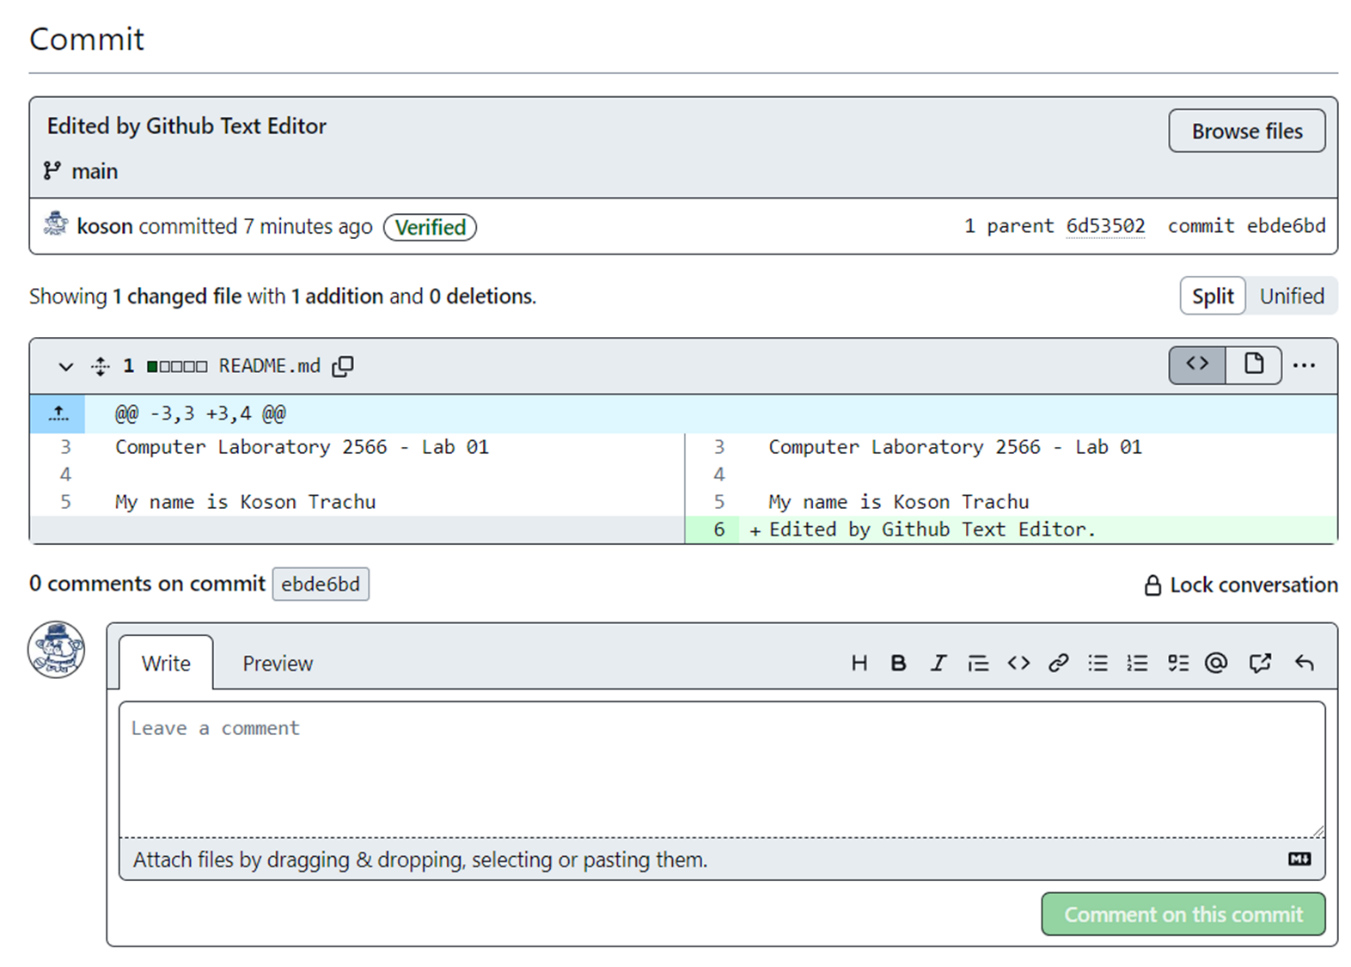 Commit
Edited by Github Text Editor
Browse files
main
koson committed 7 minutes ago Verified
1 parent 6d53502 commit ebde6bd
Showing 1 changed file with 1 addition and 0 deletions.
Split Unified
1 README.md
@@ -3,3 +3,4 @@
3 Computer Laboratory 2566 - Lab 01 3 Computer Laboratory 2566 - Lab 01
4 4
5 My name is Koson Trachu 5 My name is Koson Trachu
6 + Edited by Github Text Editor.
0 comments on commit ebde6bd
Lock conversation
Write Preview
H B I
Leave a comment
Attach files by dragging & dropping, selecting or pasting them.
Comment on this commit